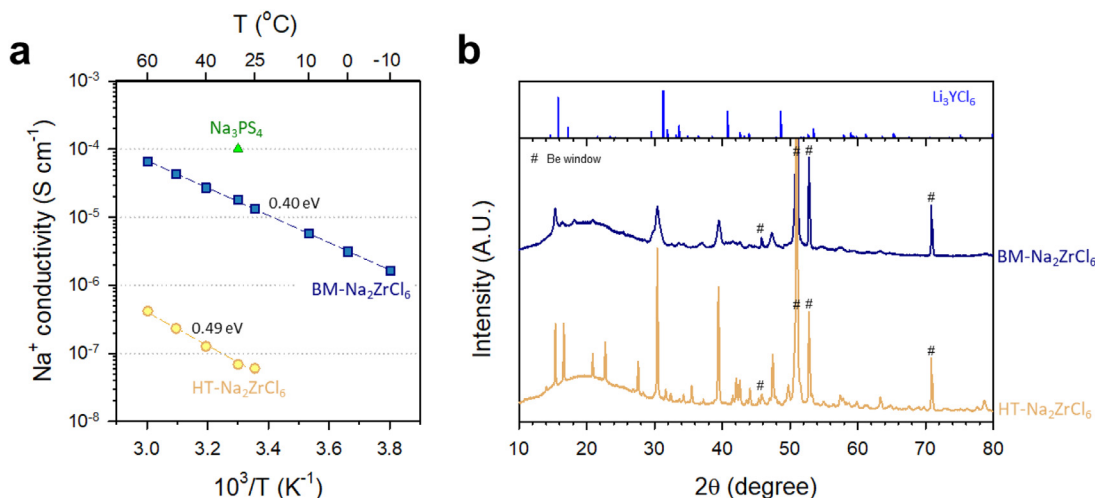 a
T (°C)
60 40 25 10 0 -10
10⁻³
10⁻⁴
10⁻⁵
10⁻⁶
10⁻⁷
10⁻⁸
Na⁺ conductivity (S cm⁻¹)
Na₃PS₄
0.40 eV
BM-Na₂ZrCl₆
0.49 eV
HT-Na₂ZrCl₆
3.0 3.2 3.4 3.6 3.8
10³/T (K⁻¹)
b
Li₃YCl₆
# Be window
# # # # #
BM-Na₂ZrCl₆
# # # #
HT-Na₂ZrCl₆
Intensity (A.U.)
10 20 30 40 50 60 70 80
2θ (degree)